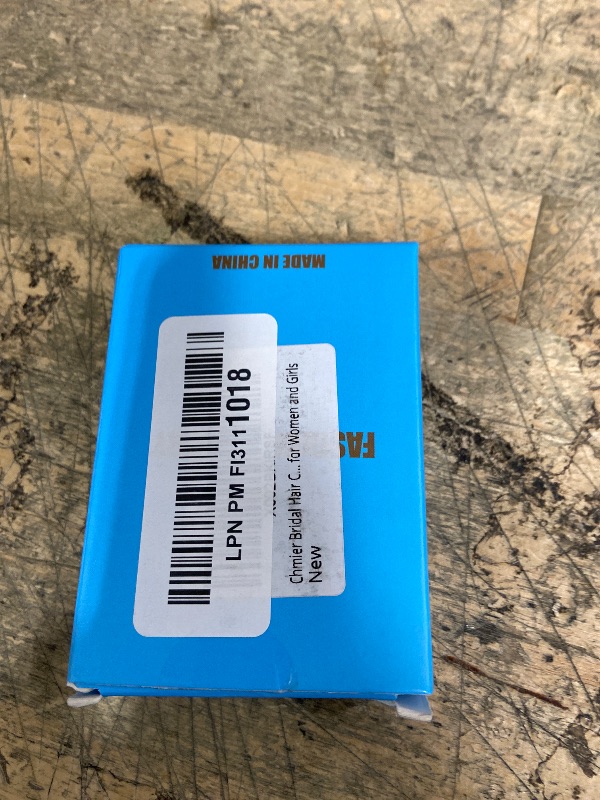 MADE IN CHINA
LPN PM FI3111018
Chmier Bridal Hair C... for Women and Girls
New